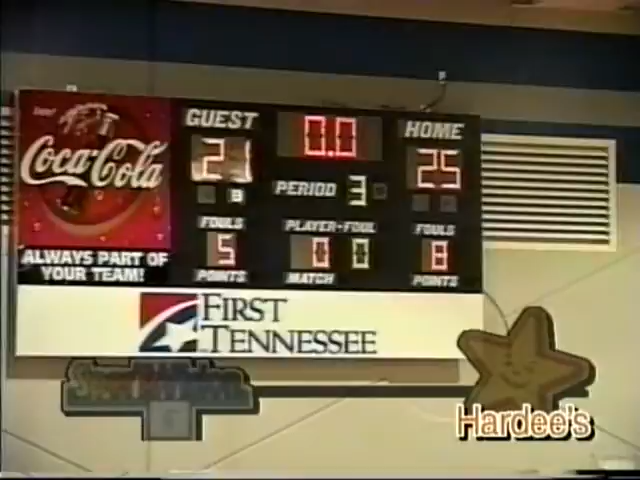 Enjoy
Coca-Cola
ALWAYS PART OF
YOUR TEAM!
GUEST
21
B
0.0
HOME
25
PERIOD 3
FOULS
5
POINTS
PLAYER-FOUL
0 0
MATCH
FOULS
8
POINTS
FIRST
TENNESSEE
Hardee's